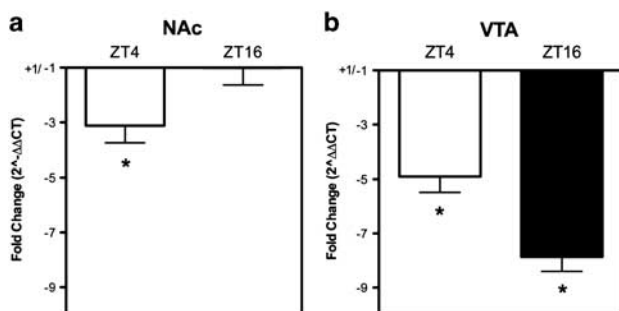 a
NAc
ZT4 ZT16
+1/ -1
-3
-5
-7
-9
Fold Change (2^-ΔΔCT)
*
b
VTA
ZT4 ZT16
+1/ -1
-3
-5
-7
-9
Fold Change (2^ΔΔCT)
*
*